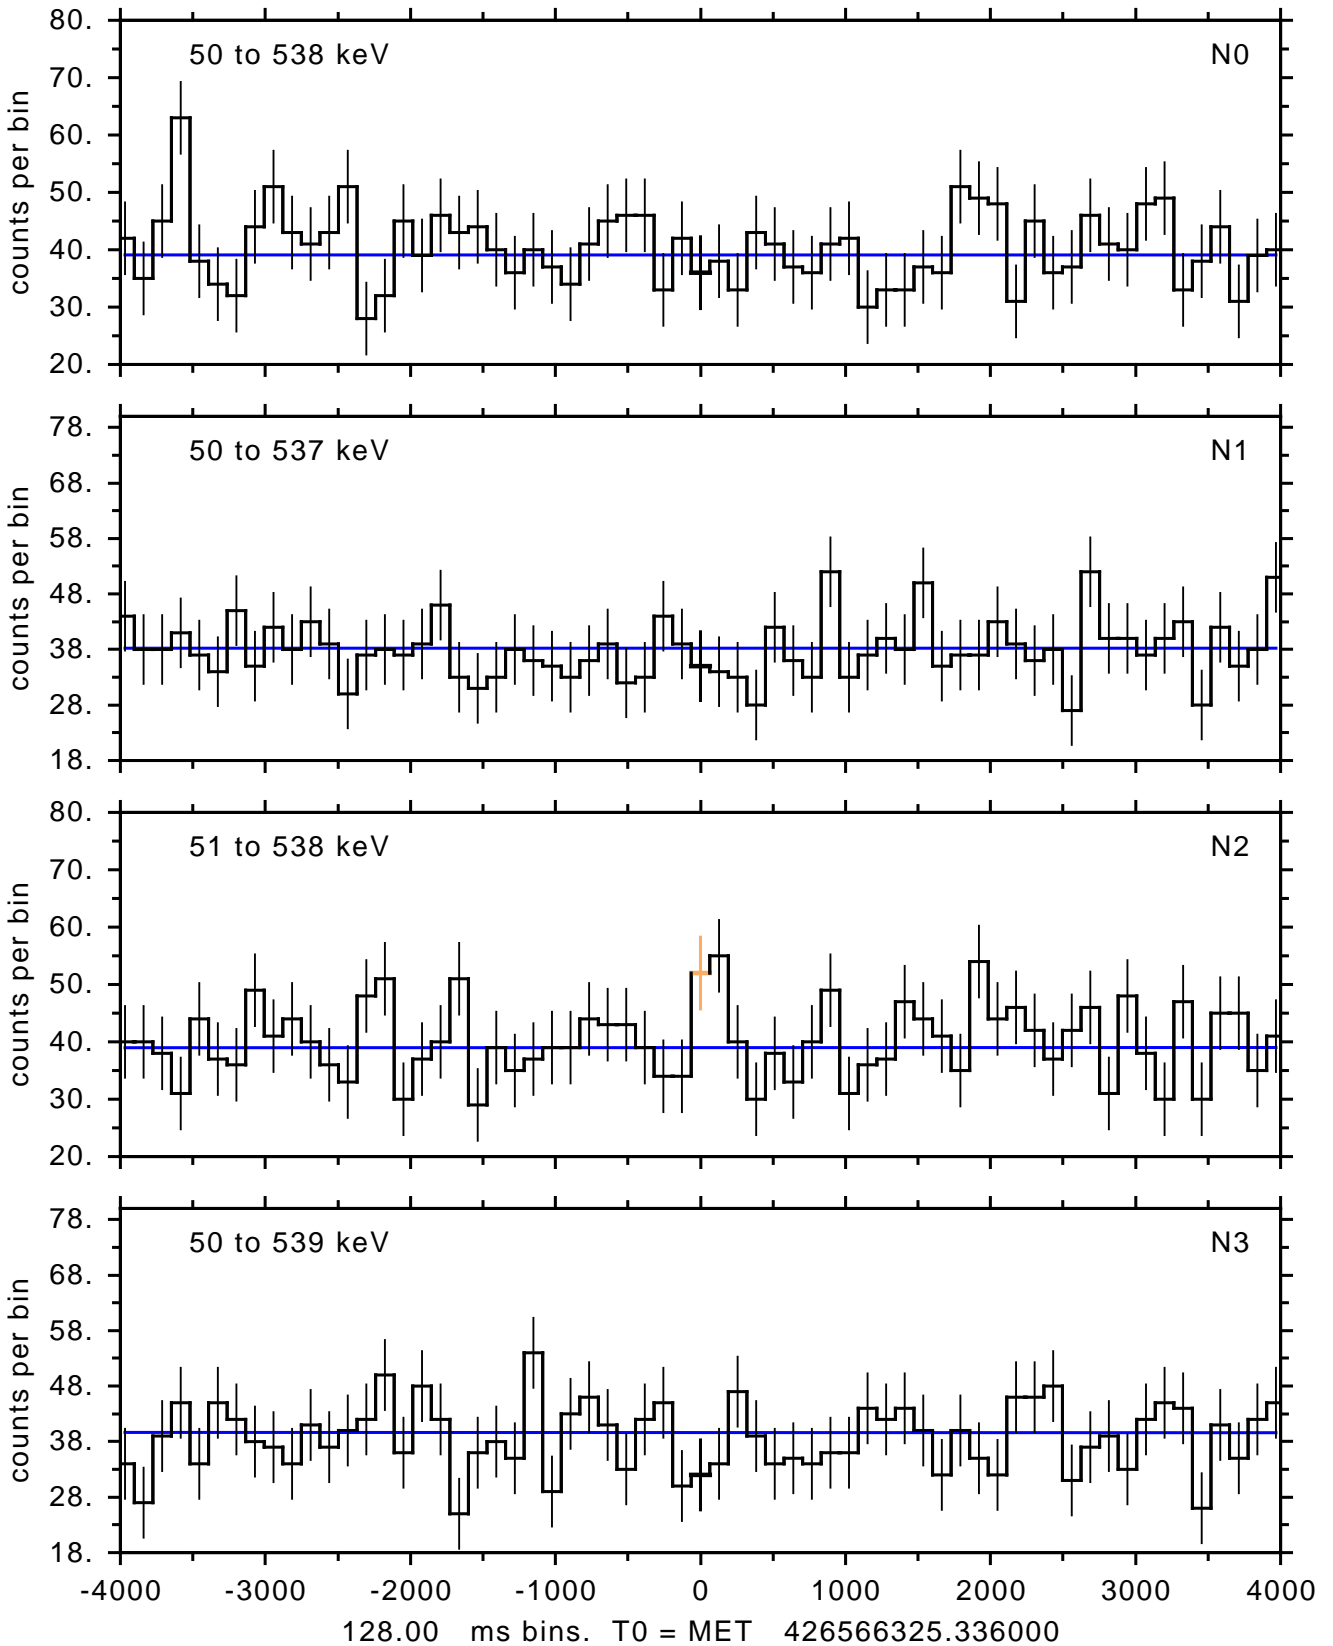 80.
50 to 538 keV N0
70.
60.
50.
40.
30.
20.
counts per bin
78.
50 to 537 keV N1
68.
58.
48.
38.
28.
18.
counts per bin
80.
51 to 538 keV N2
70.
60.
50.
40.
30.
20.
counts per bin
78.
50 to 539 keV N3
68.
58.
48.
38.
28.
18.
counts per bin
-4000 -3000 -2000 -1000 0 1000 2000 3000 4000
128.00 ms bins. T0 = MET 426566325.336000